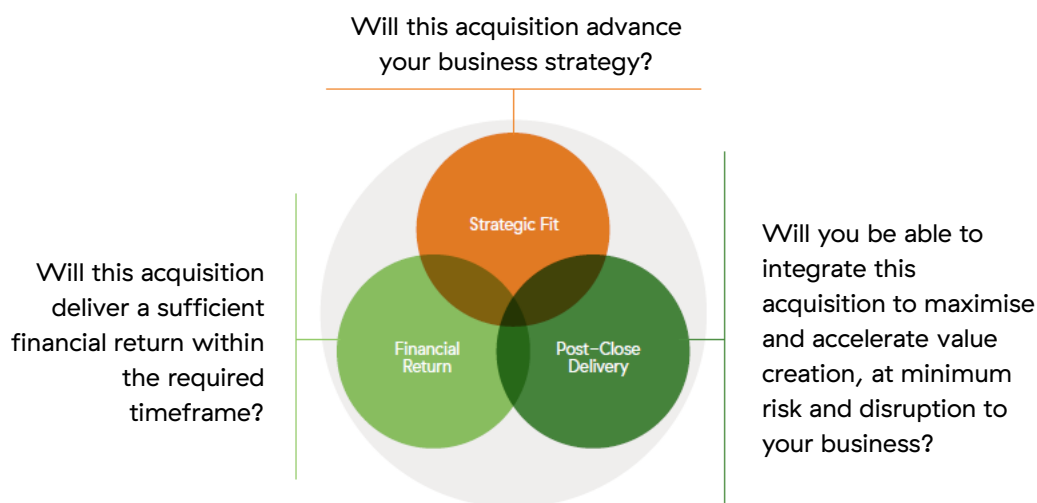 Will this acquisition advance
your business strategy?
Strategic Fit
Will this acquisition
deliver a sufficient
financial return within
the required
timeframe?
Financial
Return
Post-Close
Delivery
Will you be able to
integrate this
acquisition to maximise
and accelerate value
creation, at minimum
risk and disruption to
your business?